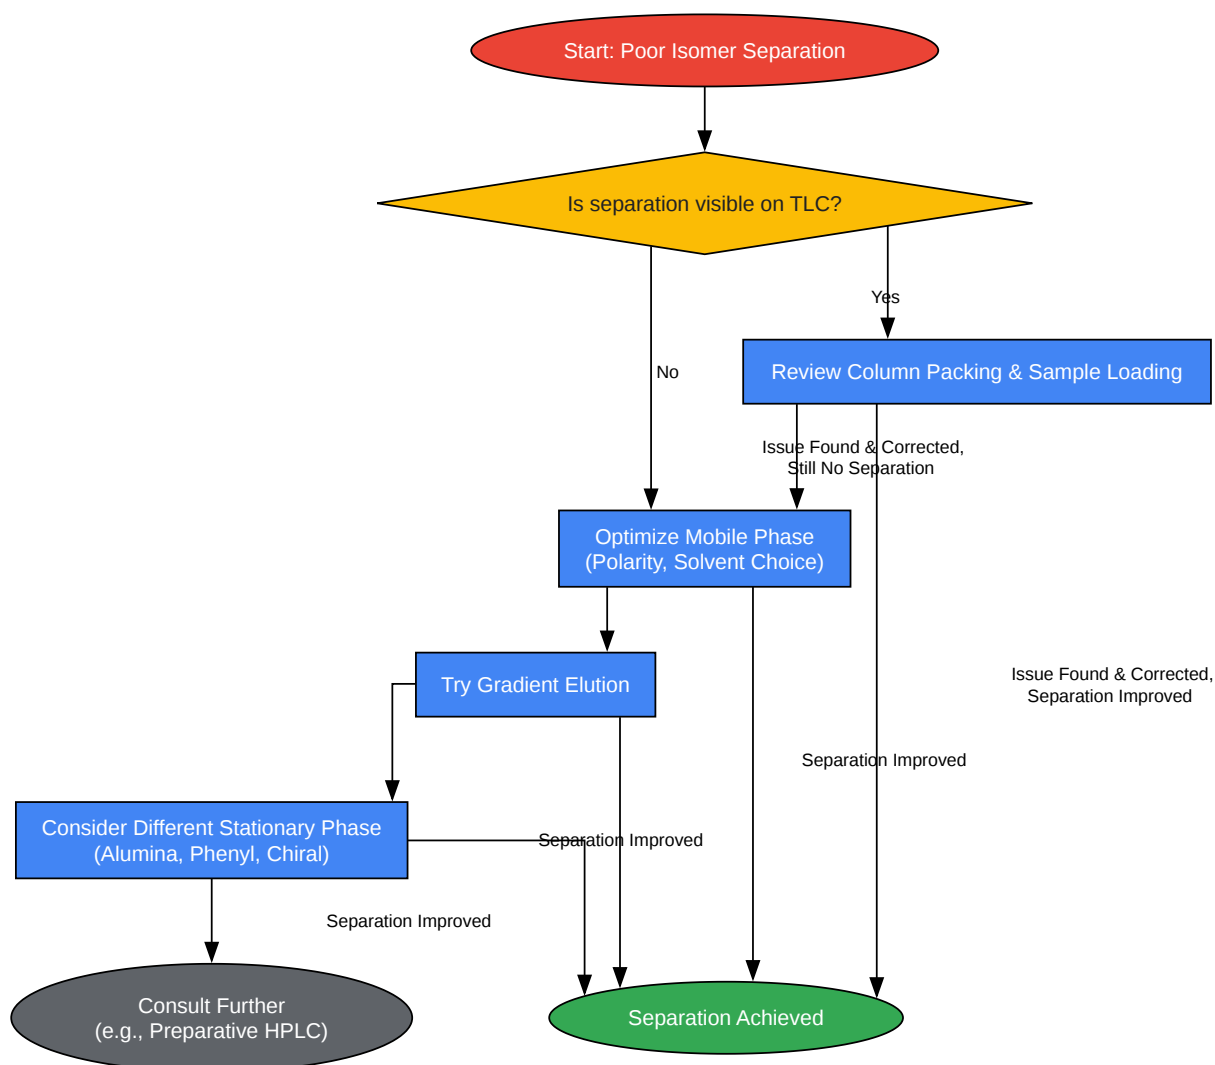 Start: Poor Isomer Separation
Is separation visible on TLC?
Yes
Review Column Packing & Sample Loading
No
Issue Found & Corrected,
Still No Separation
Optimize Mobile Phase
(Polarity, Solvent Choice)
Try Gradient Elution
Issue Found & Corrected,
Separation Improved
Separation Improved
Consider Different Stationary Phase
(Alumina, Phenyl, Chiral)
Separation Improved
Separation Improved
Consult Further
(e.g., Preparative HPLC)
Separation Achieved